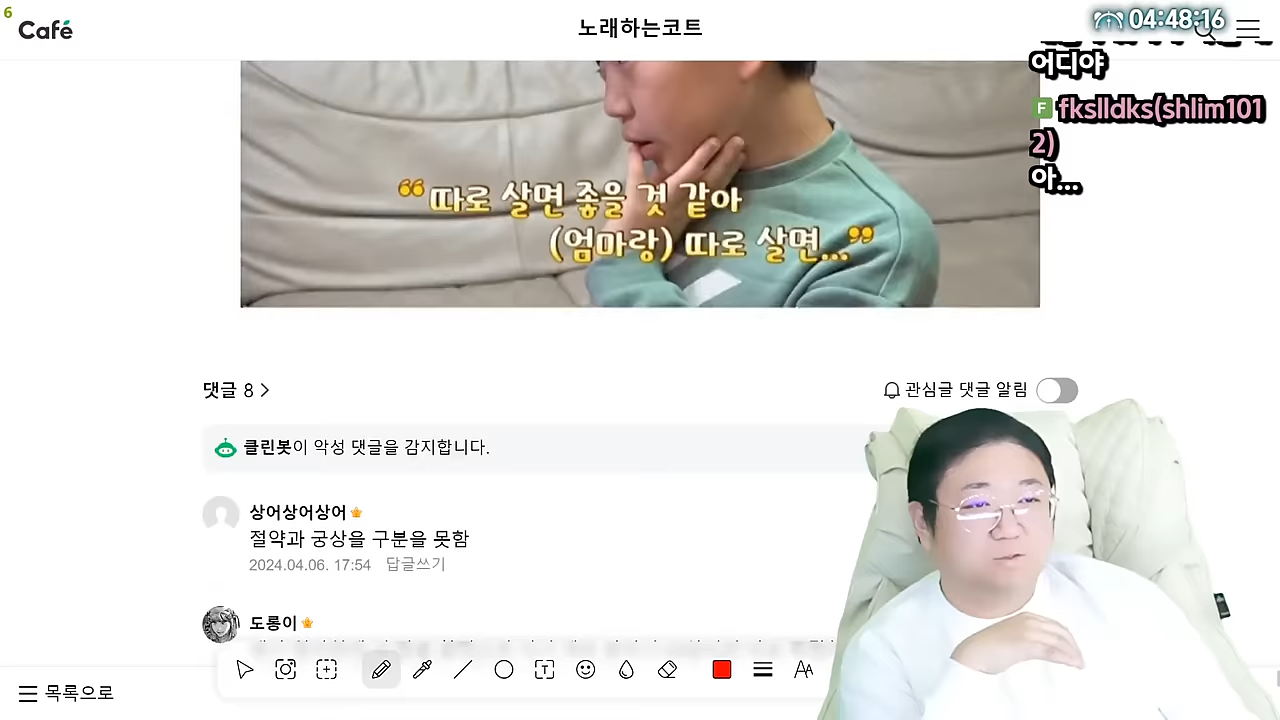 6
Café
노래하는코트
04:48:16
어디야
F fkslldks(shlim101
2)
아...
“따로 살면 좋을 것 같아
(엄마랑) 따로 살면...”
댓글 8
관심글 댓글 알림
클린봇이 악성 댓글을 감지합니다.
상어상어상어
절약과 궁상을 구분을 못함
2024.04.06. 17:54 답글쓰기
도롱이
T
AA
목록으로